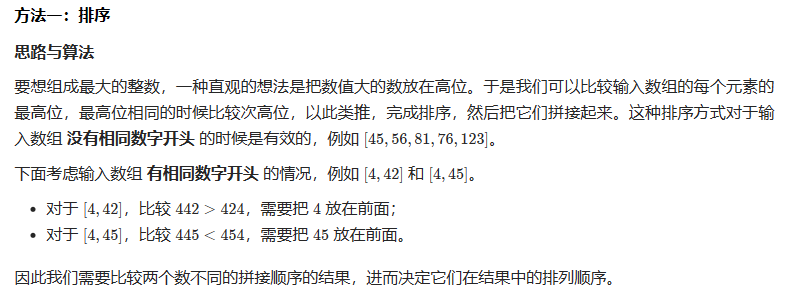 方法一：排序
思路与算法
要想组成最大的整数，一种直观的想法是把数值大的数放在高位。于是我们可以比较输入数组的每个元素的
最高位，最高位相同的时候比较次高位，以此类推，完成排序，然后把它们拼接起来。这种排序方式对于输
入数组 没有相同数字开头 的时候是有效的，例如 [45, 56, 81, 76, 123]。
下面考虑输入数组 有相同数字开头 的情况，例如 [4, 42] 和 [4, 45]。
• 对于 [4, 42]，比较 442 > 424，需要把 4 放在前面；
• 对于 [4, 45]，比较 445 < 454，需要把 45 放在前面。
因此我们需要比较两个数不同的拼接顺序的结果，进而决定它们在结果中的排列顺序。